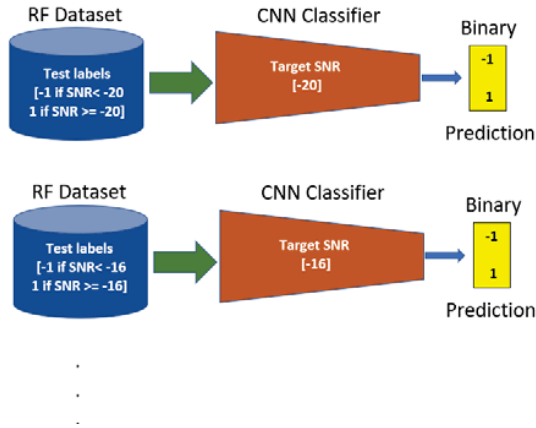 RF Dataset
CNN Classifier
Binary
Test labels
[-1 if SNR< -20
1 if SNR >= -20]
Target SNR
[-20]
-1
1
Prediction
RF Dataset
CNN Classifier
Binary
Test labels
[-1 if SNR< -16
1 if SNR >= -16]
Target SNR
[-16]
-1
1
Prediction
.
.
.